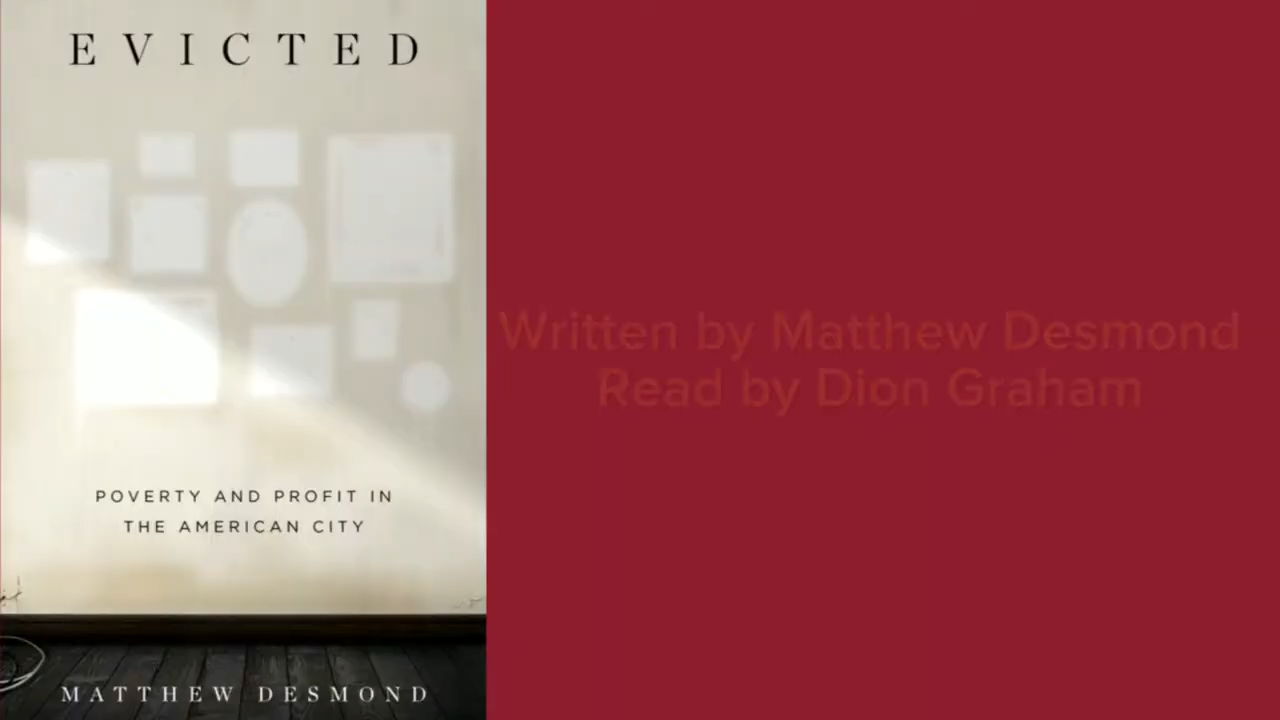 EVICTED
POVERTY AND PROFIT IN
THE AMERICAN CITY
MATTHEW DESMOND
Written by Matthew Desmond
Read by Dion Graham